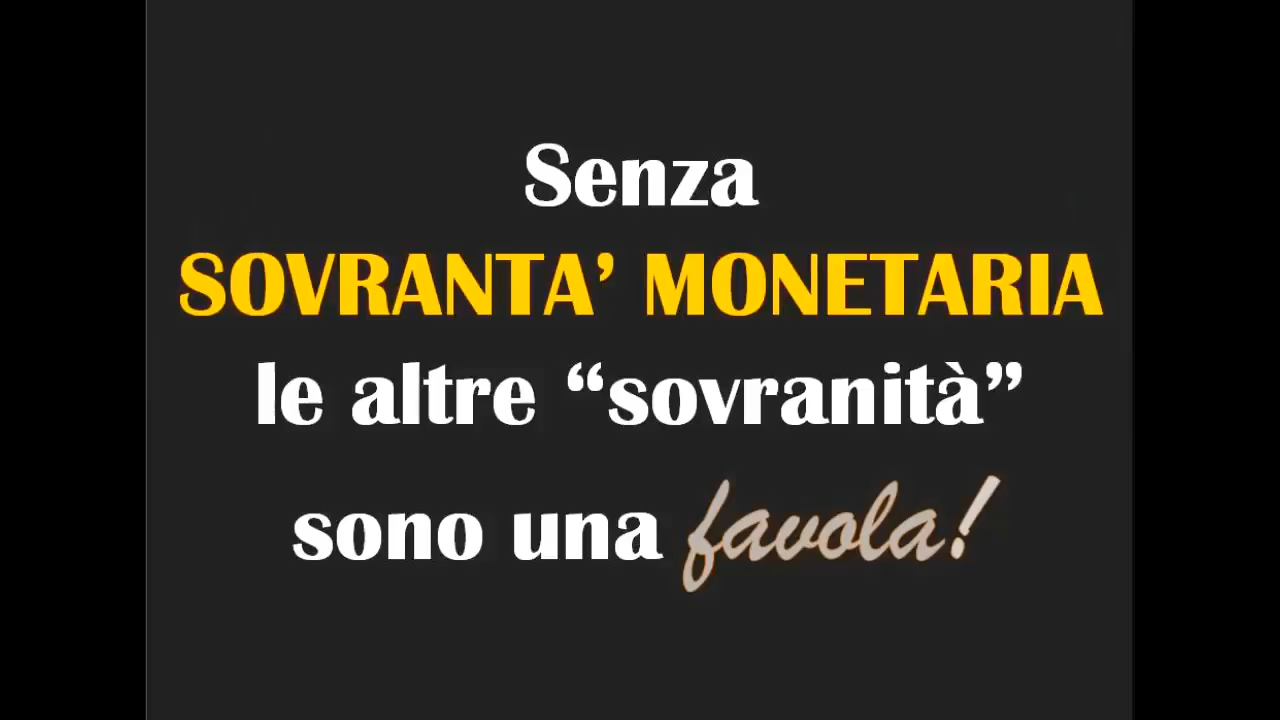 Senza
SOVRANTA’ MONETARIA
le altre “sovranità”
sono una favola!